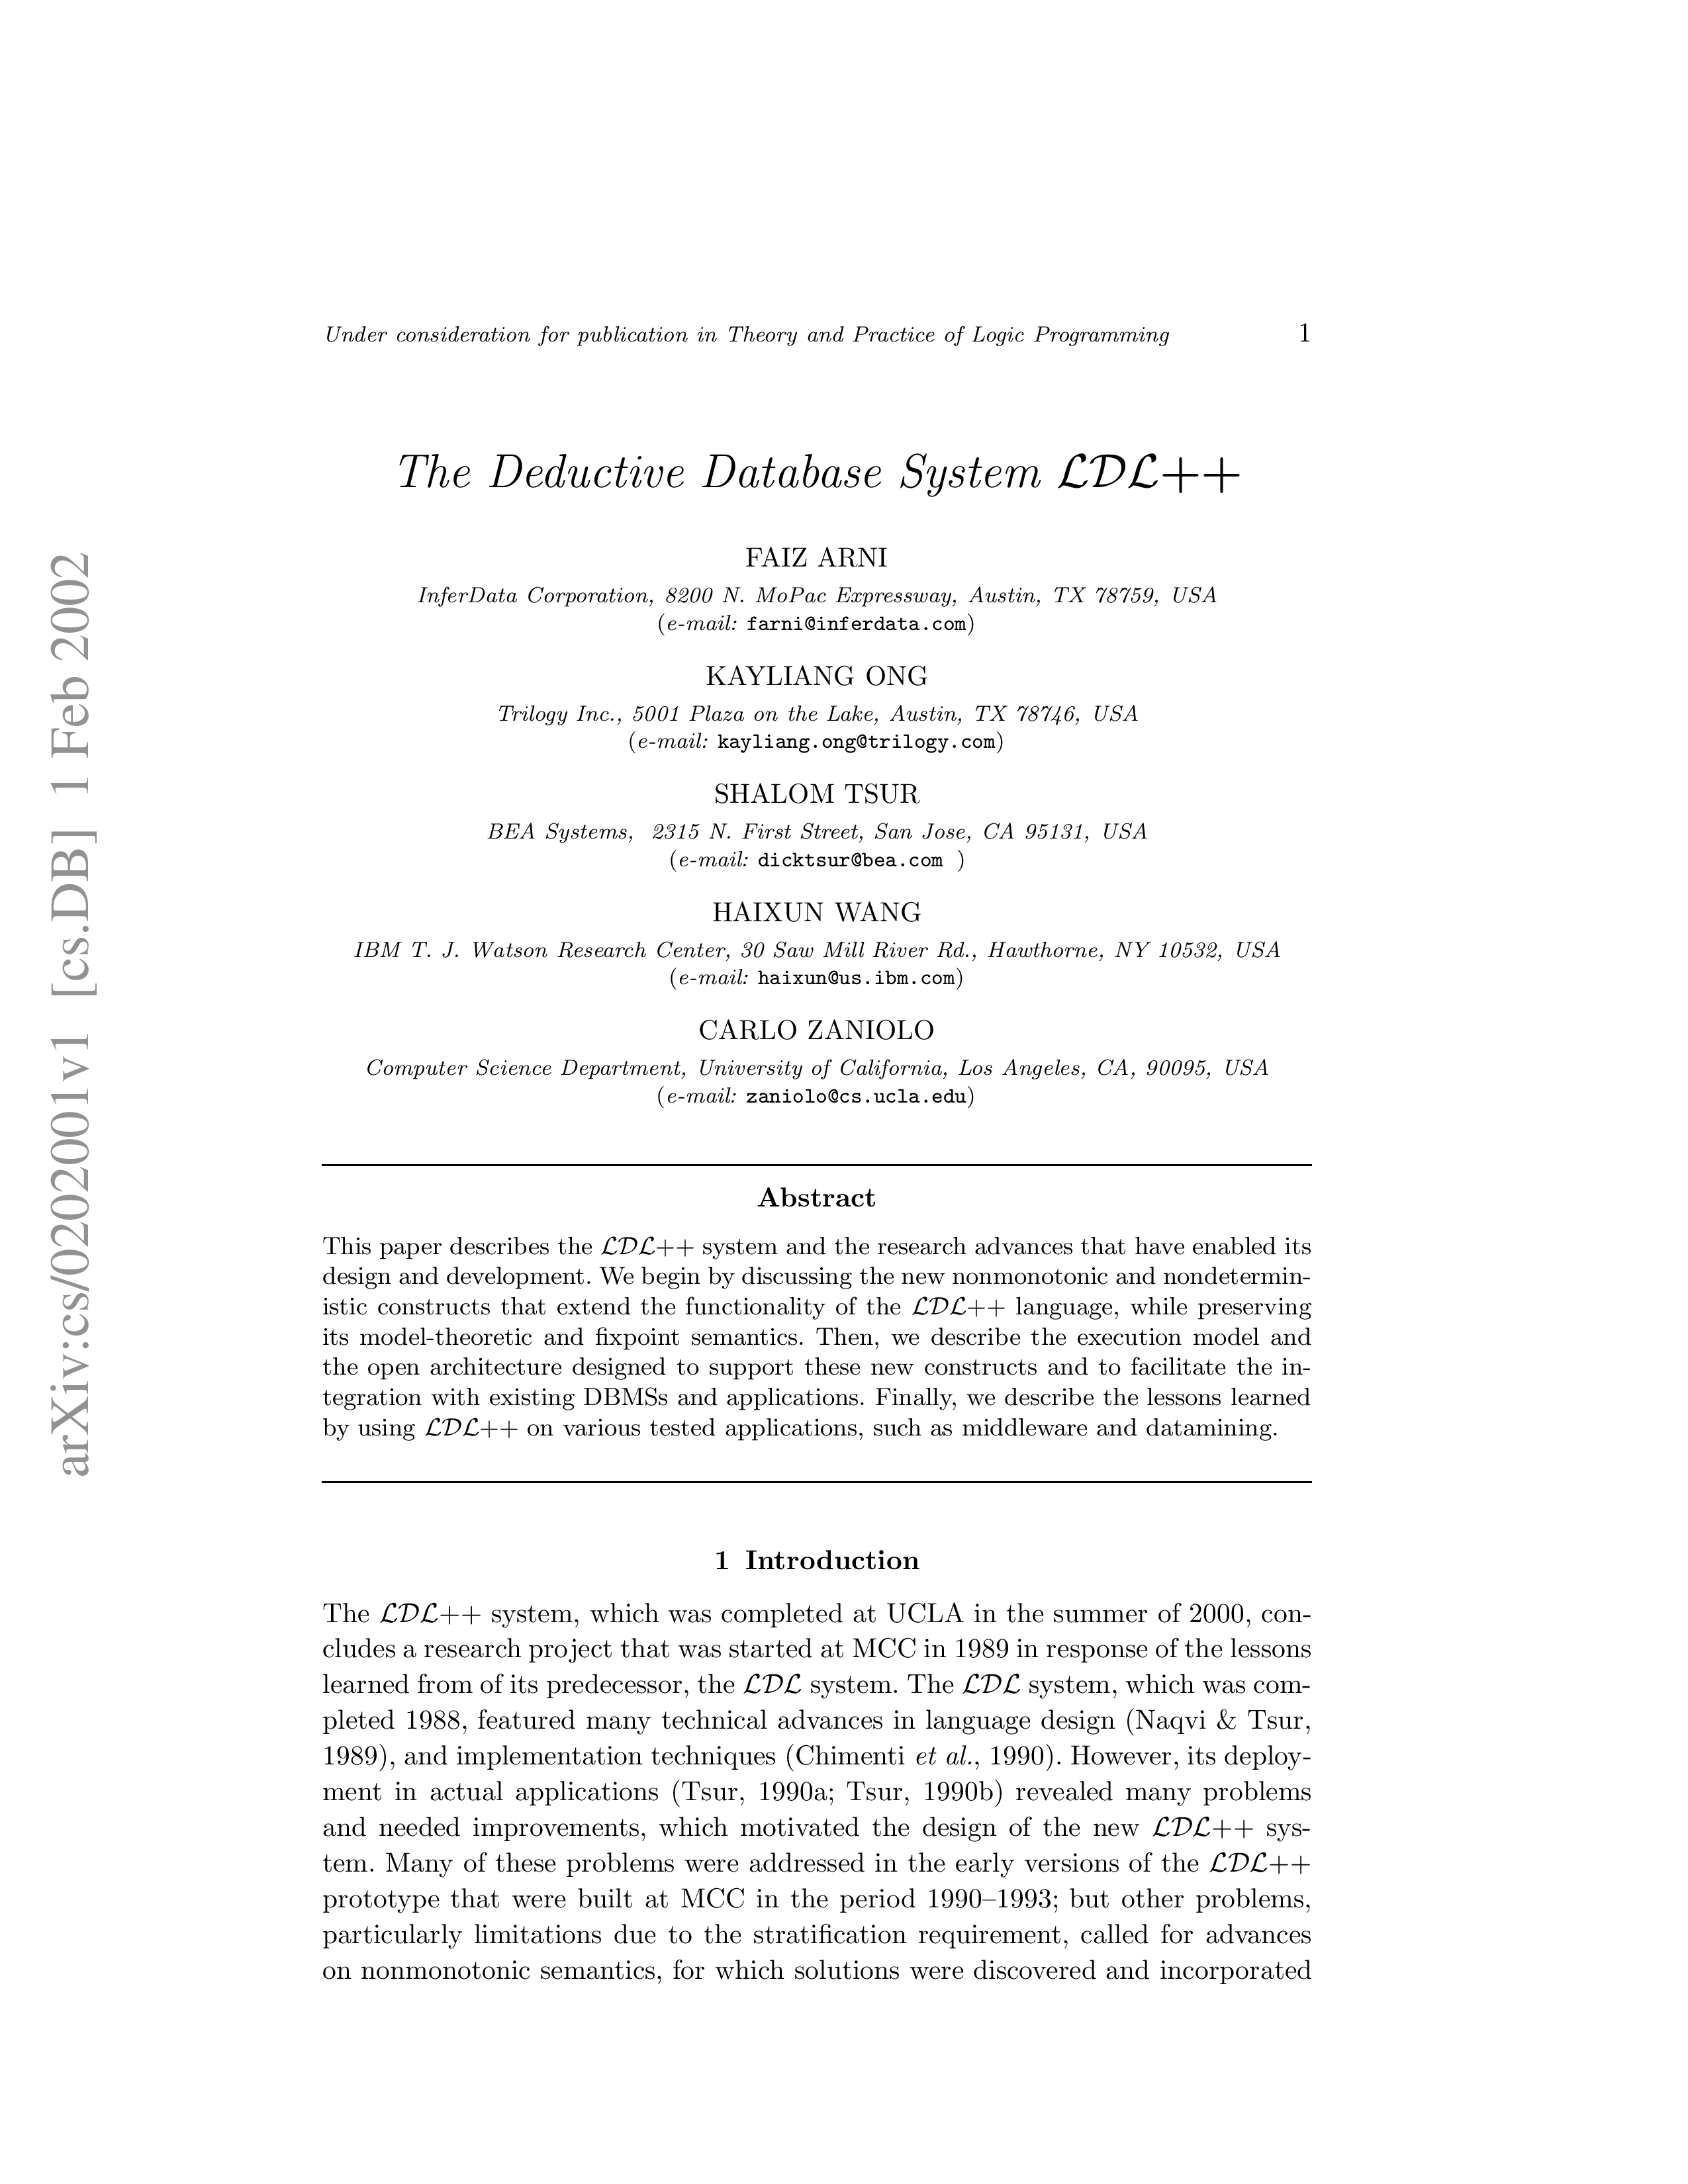 Under consideration for publication in Theory and Practice of Logic Programming 1
The Deductive Database System LDL++
FAIZ ARNI
InferData Corporation, 8200 N. MoPac Expressway, Austin, TX 78759, USA
(e-mail: farni@inferdata.com)
KAYLIANG ONG
Trilogy Inc., 5001 Plaza on the Lake, Austin, TX 78746, USA
(e-mail: kayliang.ong@trilogy.com)
SHALOM TSUR
BEA Systems, 2315 N. First Street, San Jose, CA 95131, USA
(e-mail: dicktsur@bea.com )
HAIXUN WANG
IBM T. J. Watson Research Center, 30 Saw Mill River Rd., Hawthorne, NY 10532, USA
(e-mail: haixun@us.ibm.com)
CARLO ZANIOLO
Computer Science Department, University of California, Los Angeles, CA, 90095, USA
(e-mail: zaniolo@cs.ucla.edu)
Abstract
This paper describes the LDL++ system and the research advances that have enabled its
design and development. We begin by discussing the new nonmonotonic and nondetermin-
istic constructs that extend the functionality of the LDL++ language, while preserving
its model-theoretic and fixpoint semantics. Then, we describe the execution model and
the open architecture designed to support these new constructs and to facilitate the in-
tegration with existing DBMSs and applications. Finally, we describe the lessons learned
by using LDL++ on various tested applications, such as middleware and datamining.
1 Introduction
The LDL++ system, which was completed at UCLA in the summer of 2000, con-
cludes a research project that was started at MCC in 1989 in response of the lessons
learned from of its predecessor, the LDL system. The LDL system, which was com-
pleted 1988, featured many technical advances in language design (Naqvi & Tsur,
1989), and implementation techniques (Chimenti et al., 1990). However, its deploy-
ment in actual applications (Tsur, 1990a; Tsur, 1990b) revealed many problems
and needed improvements, which motivated the design of the new LDL++ sys-
tem. Many of these problems were addressed in the early versions of the LDL++
prototype that were built at MCC in the period 1990–1993; but other problems,
particularly limitations due to the stratification requirement, called for advances
on nonmonotonic semantics, for which solutions were discovered and incorporated
arXiv:cs/0202001v1 [cs.DB] 1 Feb 2002